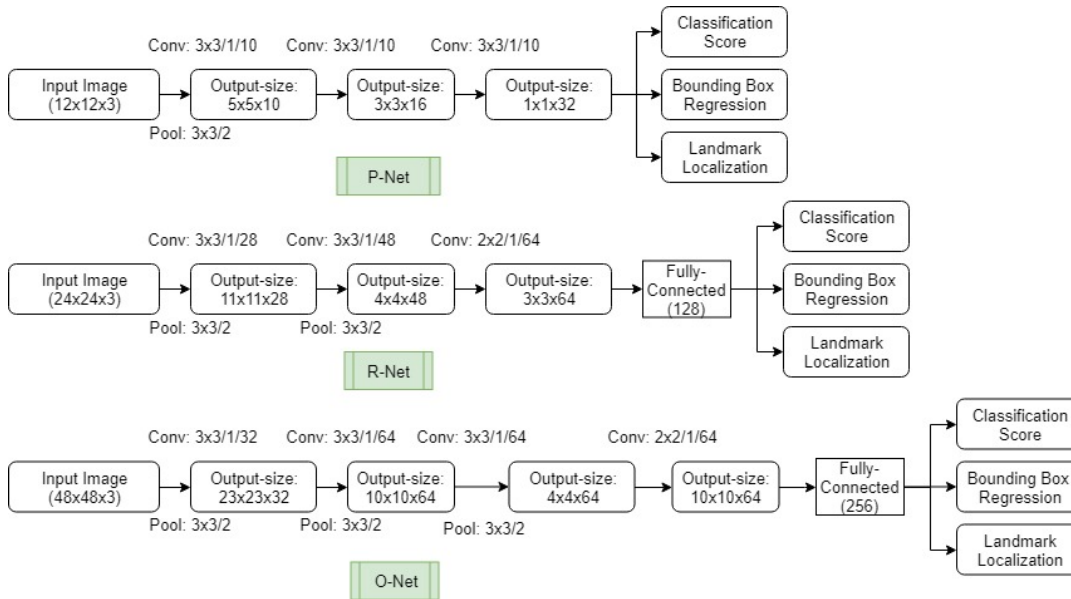 Conv: 3x3/1/10
Conv: 3x3/1/10
Conv: 3x3/1/10
Input Image
(12x12x3)
Output-size:
5x5x10
Output-size:
3x3x16
Output-size:
1x1x32
Classification
Score
Bounding Box
Regression
Landmark
Localization
Pool: 3x3/2
P-Net
Conv: 3x3/1/28
Conv: 3x3/1/48
Conv: 2x2/1/64
Input Image
(24x24x3)
Output-size:
11x11x28
Output-size:
4x4x48
Output-size:
3x3x64
Fully-
Connected
(128)
Classification
Score
Bounding Box
Regression
Landmark
Localization
Pool: 3x3/2
Pool: 3x3/2
R-Net
Conv: 3x3/1/32
Conv: 3x3/1/64
Conv: 3x3/1/64
Conv: 2x2/1/64
Input Image
(48x48x3)
Output-size:
23x23x32
Output-size:
10x10x64
Output-size:
4x4x64
Output-size:
10x10x64
Fully-
Connected
(256)
Classification
Score
Bounding Box
Regression
Landmark
Localization
Pool: 3x3/2
Pool: 3x3/2
Pool: 3x3/2
O-Net